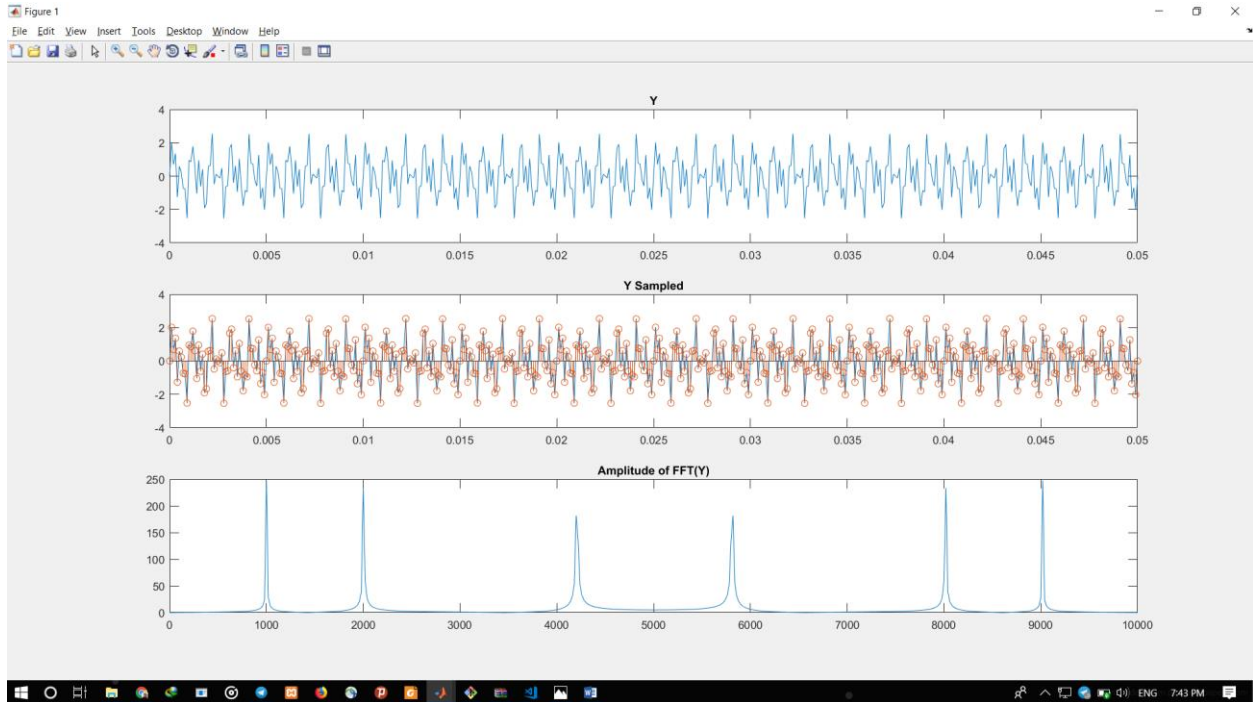 Figure 1
File Edit View Insert Tools Desktop Window Help
Y
4
2
0
-2
-4
0 0.005 0.01 0.015 0.02 0.025 0.03 0.035 0.04 0.045 0.05
Y Sampled
4
2
0
-2
-4
0 0.005 0.01 0.015 0.02 0.025 0.03 0.035 0.04 0.045 0.05
Amplitude of FFT(Y)
250
200
150
100
50
0
0 1000 2000 3000 4000 5000 6000 7000 8000 9000 10000
ENG 7:43 PM